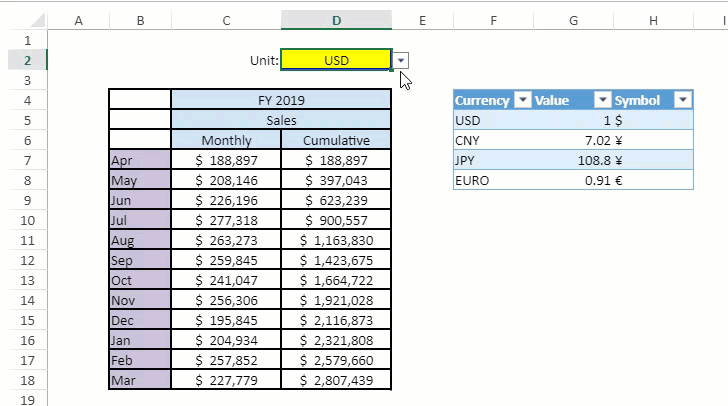 A B C D E F G H I
1
2 Unit: USD
3
4 FY 2019 Currency Value Symbol
5 Sales USD 1 $
6 Monthly Cumulative CNY 7.02 ¥
7 Apr $ 188,897 $ 188,897 JPY 108.8 ¥
8 May $ 208,146 $ 397,043 EURO 0.91 €
9 Jun $ 226,196 $ 623,239
10 Jul $ 277,318 $ 900,557
11 Aug $ 263,273 $ 1,163,830
12 Sep $ 259,845 $ 1,423,675
13 Oct $ 241,047 $ 1,664,722
14 Nov $ 256,306 $ 1,921,028
15 Dec $ 195,845 $ 2,116,873
16 Jan $ 204,934 $ 2,321,808
17 Feb $ 257,852 $ 2,579,660
18 Mar $ 227,779 $ 2,807,439
19